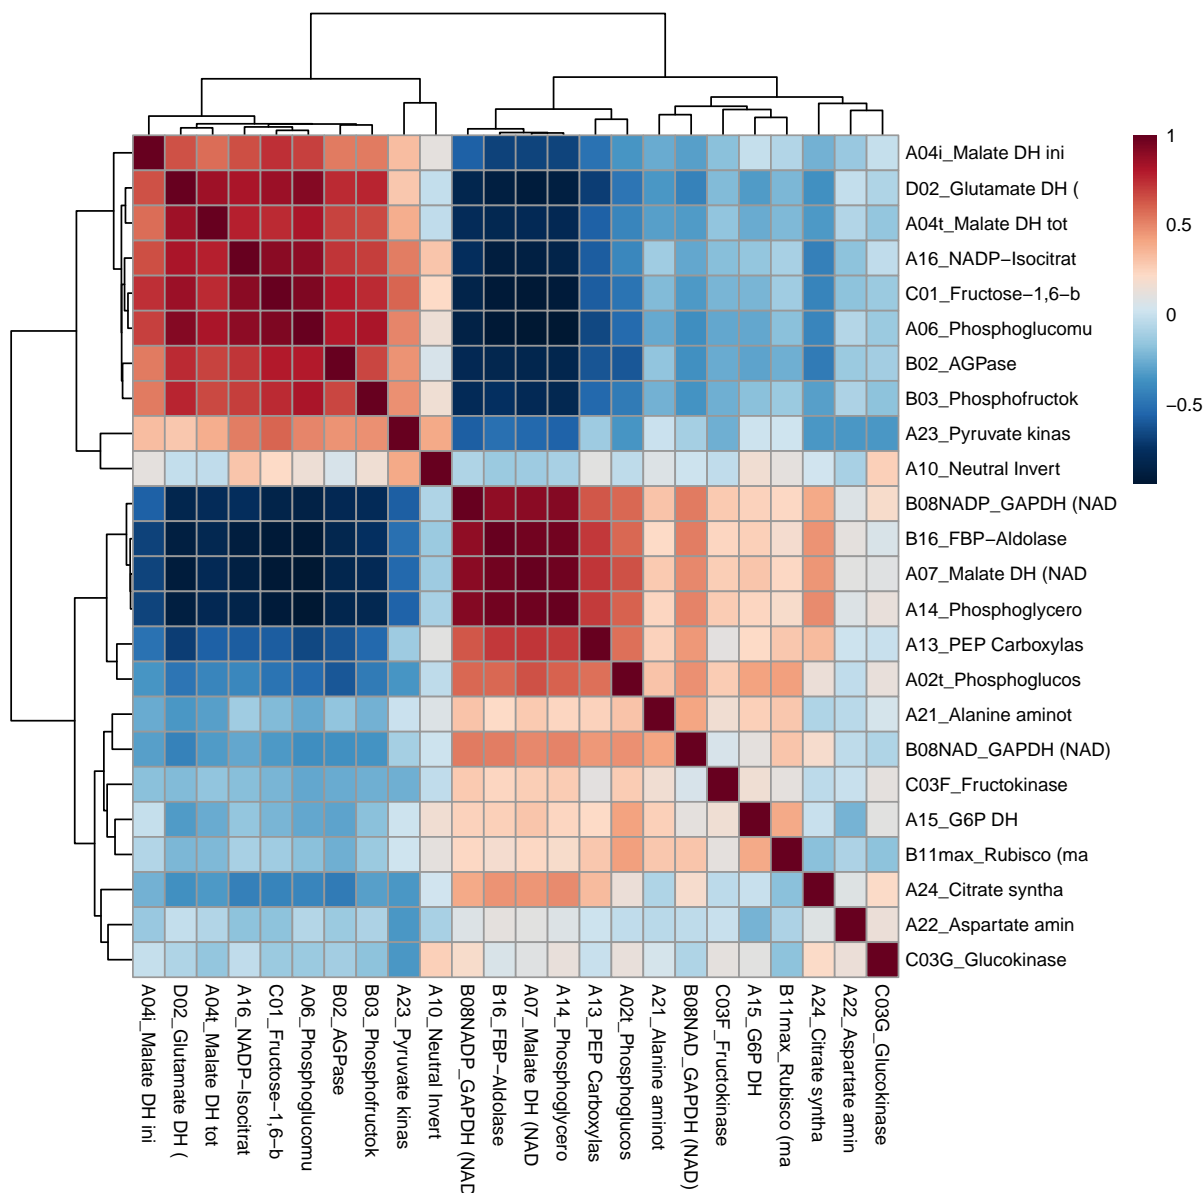 A04i_Malate DH ini
D02_Glutamate DH (
A04t_Malate DH tot
A16_NADP−Isocitrat
C01_Fructose−1,6−b
A06_Phosphoglucomu
B02_AGPase
B03_Phosphofructok
A23_Pyruvate kinas
A10_Neutral Invert
B08NADP_GAPDH (NAD
B16_FBP−Aldolase
A07_Malate DH (NAD
A14_Phosphoglycero
A13_PEP Carboxylas
A02t_Phosphoglucos
A21_Alanine aminot
B08NAD_GAPDH (NAD)
C03F_Fructokinase
A15_G6P DH
B11max_Rubisco (ma
A24_Citrate syntha
A22_Aspartate amin
C03G_Glucokinase
1
0.5
0
−0.5
A04i_Malate DH ini
D02_Glutamate DH (
A04t_Malate DH tot
A16_NADP−Isocitrat
C01_Fructose−1,6−b
A06_Phosphoglucomu
B02_AGPase
B03_Phosphofructok
A23_Pyruvate kinas
A10_Neutral Invert
B08NADP_GAPDH (NAD
B16_FBP−Aldolase
A07_Malate DH (NAD
A14_Phosphoglycero
A13_PEP Carboxylas
A02t_Phosphoglucos
A21_Alanine aminot
B08NAD_GAPDH (NAD)
C03F_Fructokinase
A15_G6P DH
B11max_Rubisco (ma
A24_Citrate syntha
A22_Aspartate amin
C03G_Glucokinase